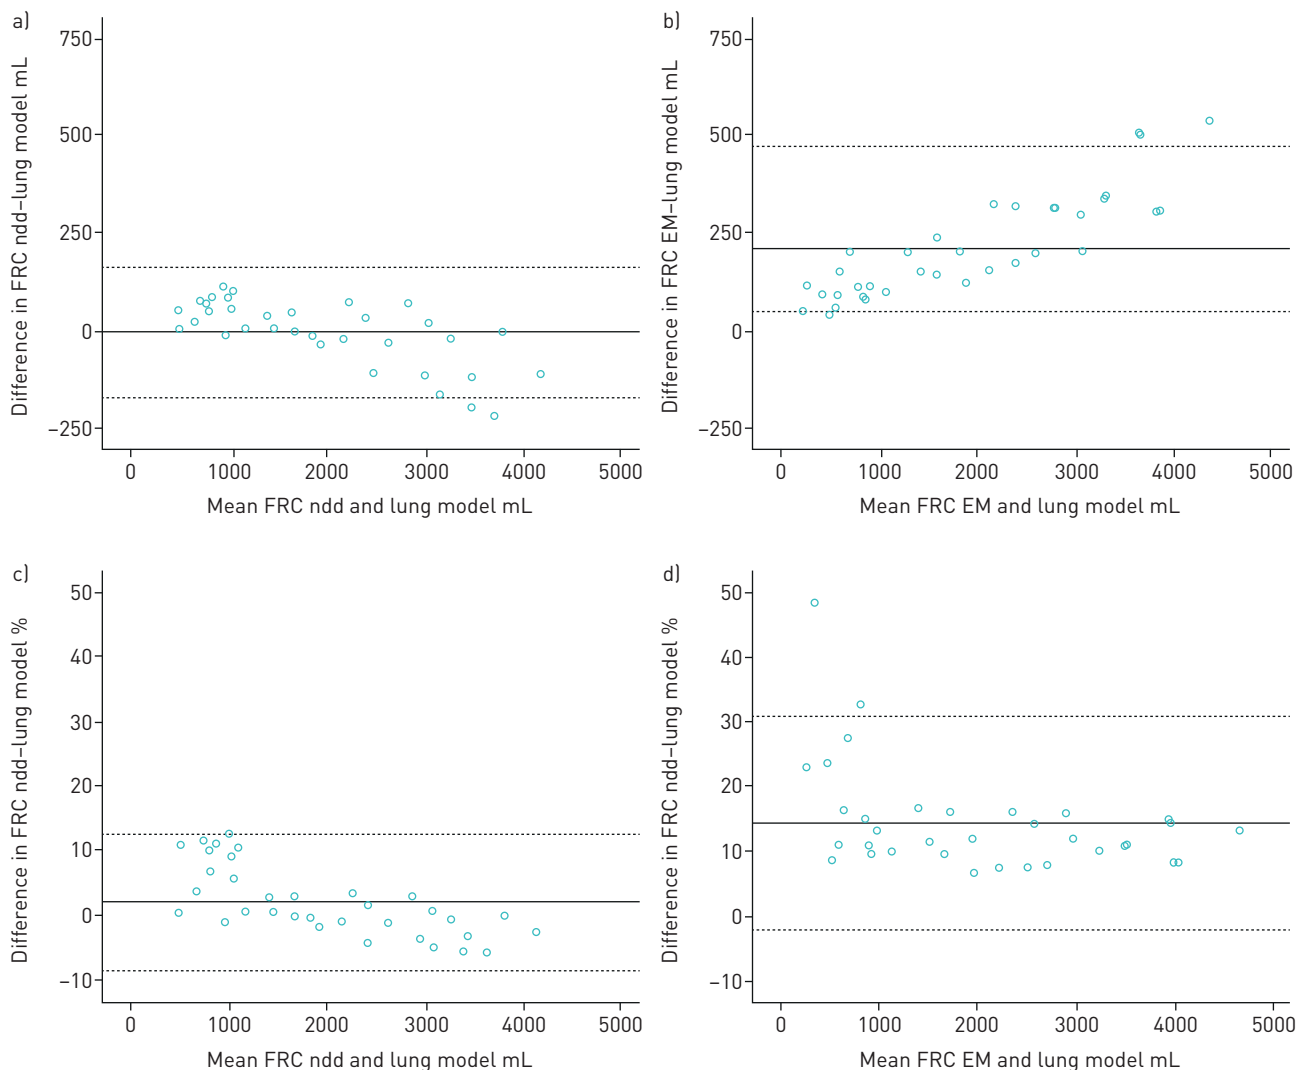 a)
Difference in FRC ndd–lung model mL
750
500
250
0
–250
0 1000 2000 3000 4000 5000
Mean FRC ndd and lung model mL
b)
Difference in FRC EM–lung model mL
750
500
250
0
–250
0 1000 2000 3000 4000 5000
Mean FRC EM and lung model mL
c)
Difference in FRC ndd–lung model %
50
40
30
20
10
0
–10
0 1000 2000 3000 4000 5000
Mean FRC ndd and lung model mL
d)
Difference in FRC ndd–lung model %
50
40
30
20
10
0
–10
0 1000 2000 3000 4000 5000
Mean FRC EM and lung model mL